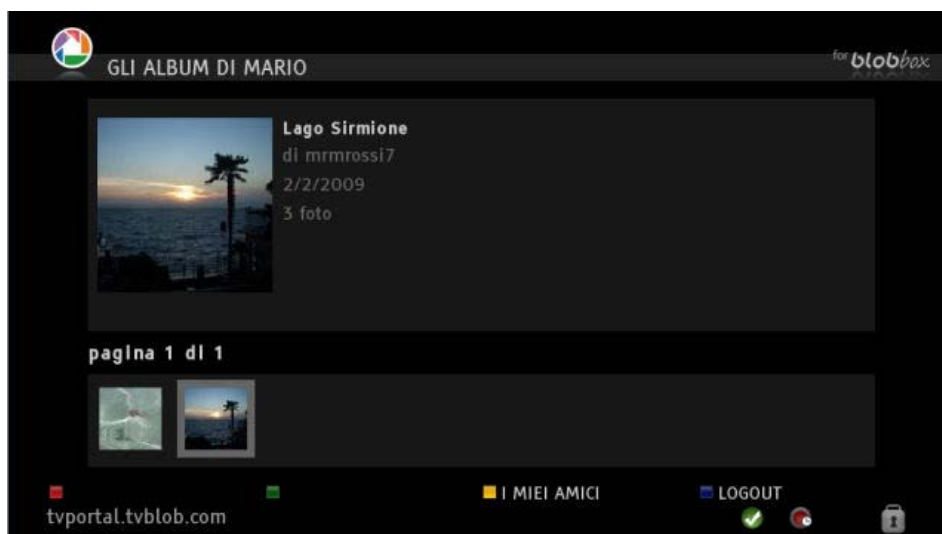 GLI ALBUM DI MARIO
for blobbox
Lago Sirmione
di mrmrossi7
2/2/2009
3 foto
pagina 1 di 1
I MIEI AMICI
LOGOUT
tvportal.tvblob.com